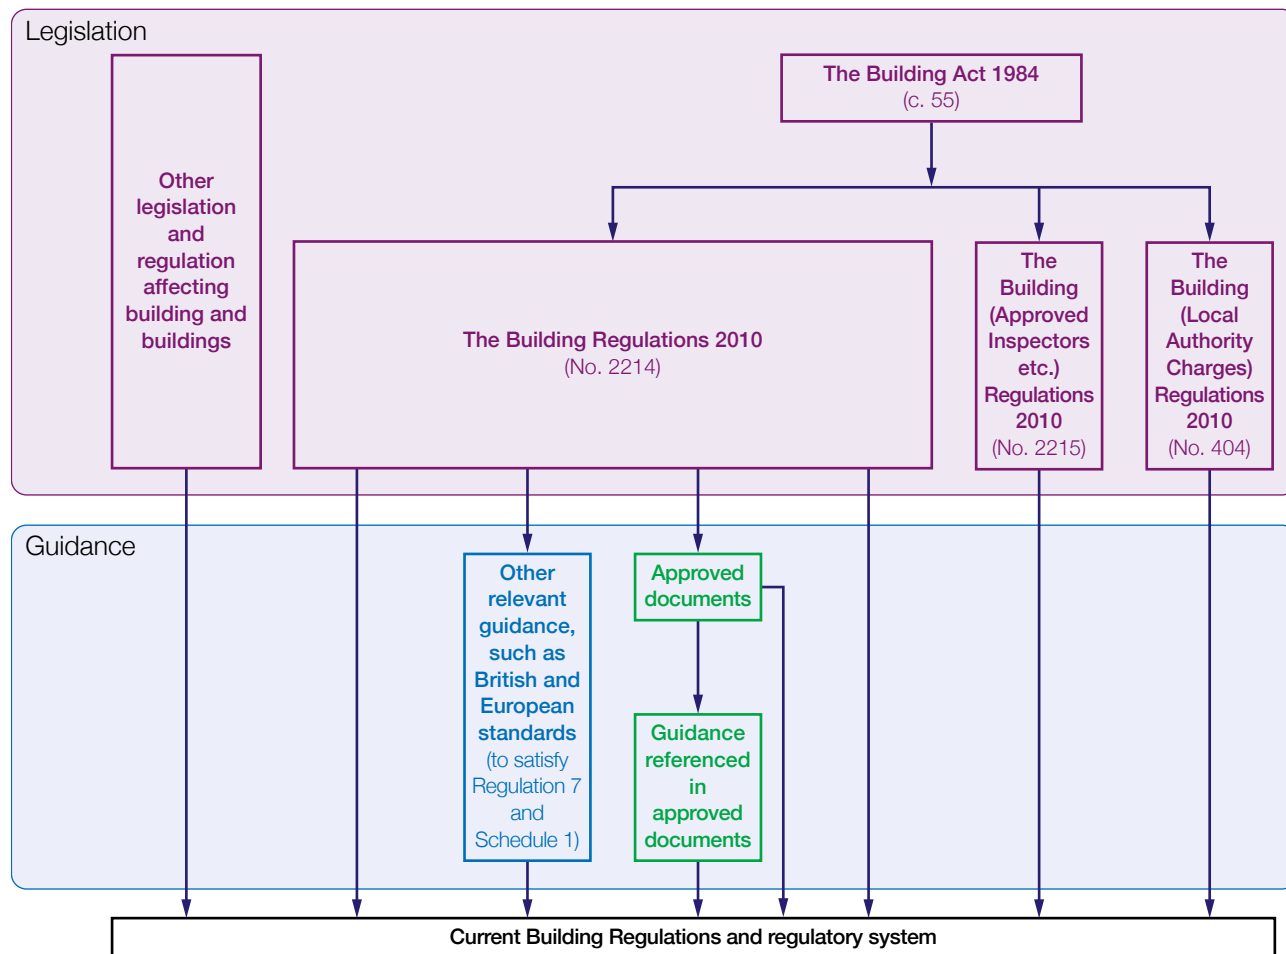 Legislation
The Building Act 1984
(c. 55)
Other
legislation
and
regulation
affecting
building and
buildings
The Building Regulations 2010
(No. 2214)
The
Building
(Approved
Inspectors
etc.)
Regulations
2010
(No. 2215)
The
Building
(Local
Authority
Charges)
Regulations
2010
(No. 404)
Guidance
Other
relevant
guidance,
such as
British and
European
standards
(to satisfy
Regulation 7
and
Schedule 1)
Approved
documents
Guidance
referenced
in
approved
documents
Current Building Regulations and regulatory system